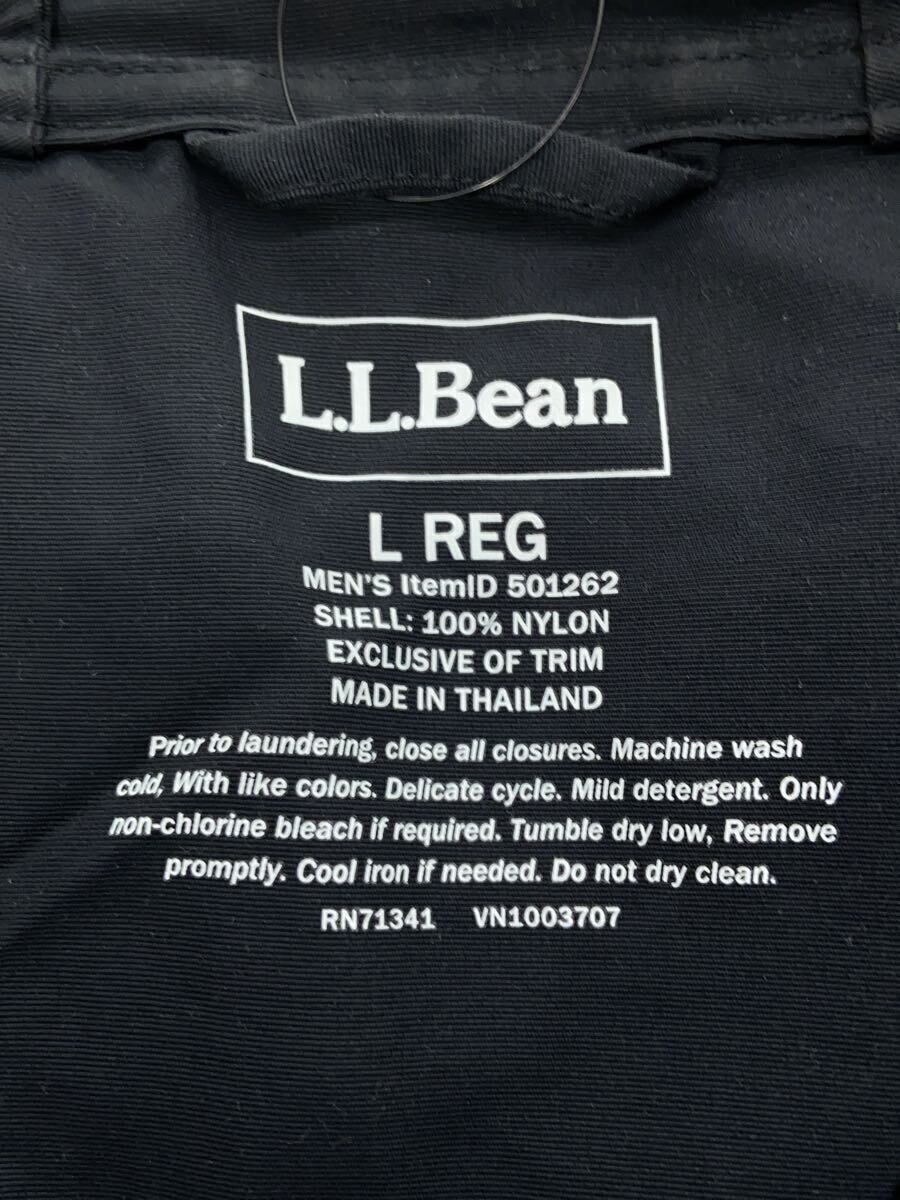 L.L.Bean
L REG
MEN'S ItemID 501262
SHELL: 100% NYLON
EXCLUSIVE OF TRIM
MADE IN THAILAND
Prior to laundering, close all closures. Machine wash
cold, With like colors. Delicate cycle. Mild detergent. Only
non-chlorine bleach if required. Tumble dry low, Remove
promptly. Cool iron if needed. Do not dry clean.
RN71341 VN1003707